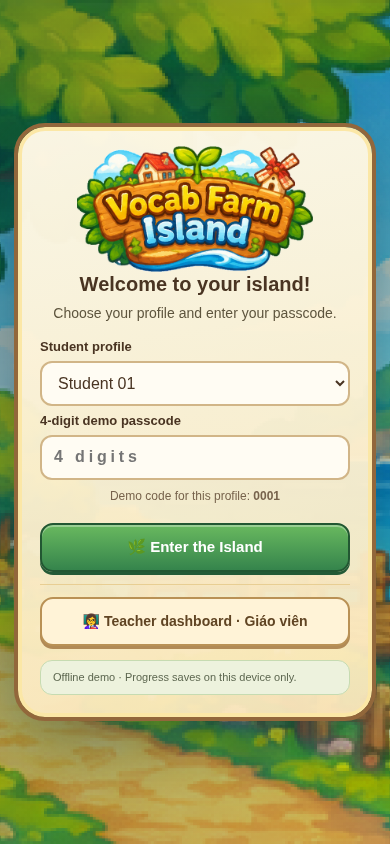 Vocab Farm
Island
Welcome to your island!
Choose your profile and enter your passcode.
Student profile
Student 01
4-digit demo passcode
4 digits
Demo code for this profile: 0001
🌿 Enter the Island
👩‍🏫 Teacher dashboard · Giáo viên
Offline demo · Progress saves on this device only.